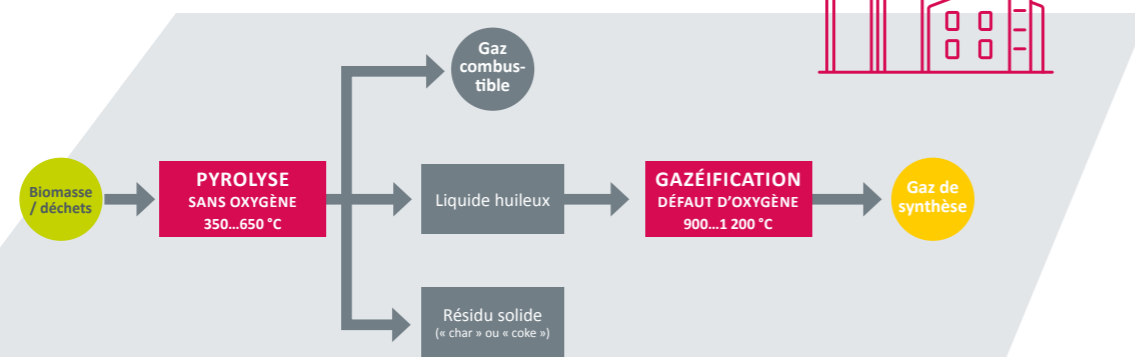 Gaz
combus-
tible
Biomasse
/ déchets
PYROLYSE
SANS OXYGÈNE
350...650 °C
Liquide huileux
GAZÉIFICATION
DÉFAUT D'OXYGÈNE
900...1 200 °C
Gaz de
synthèse
Résidu solide
(« char » ou « coke »)